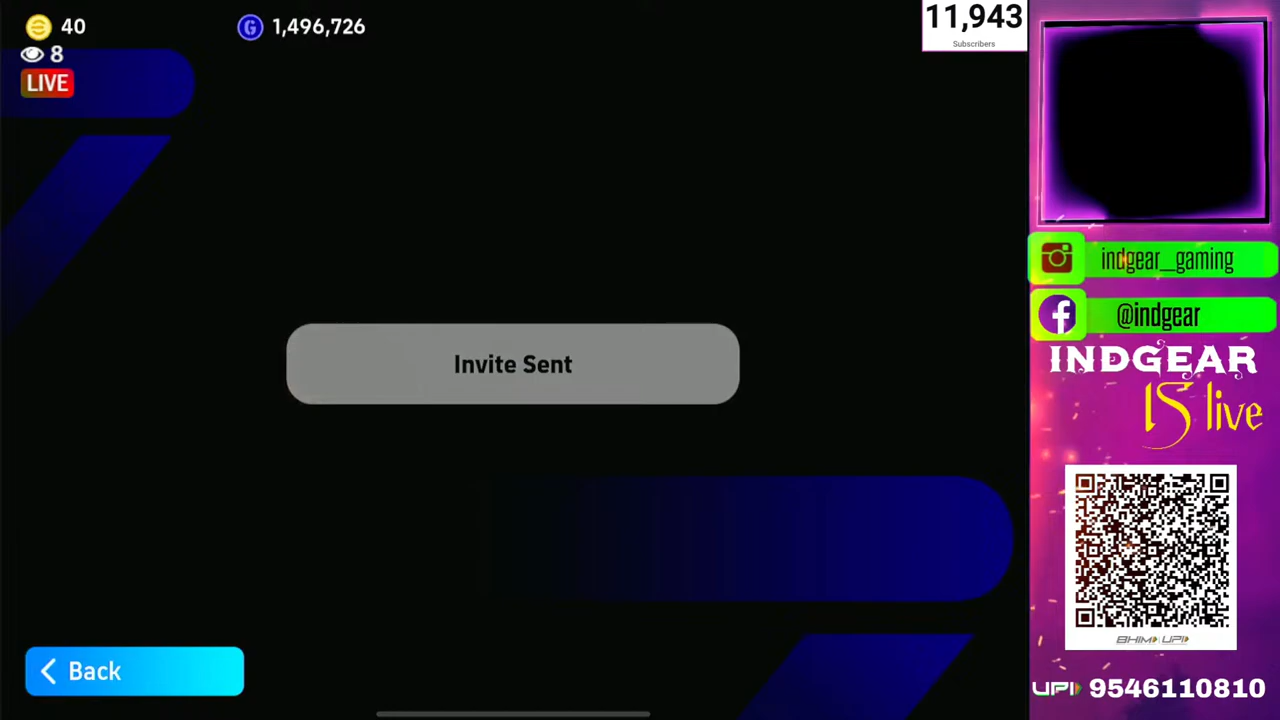 40
1,496,726
8
LIVE
11,943
Subscribers
indgear_gaming
@indgear
INDGEAR
IS live
Invite Sent
Back
BHIM UPI
UPI 9546110810